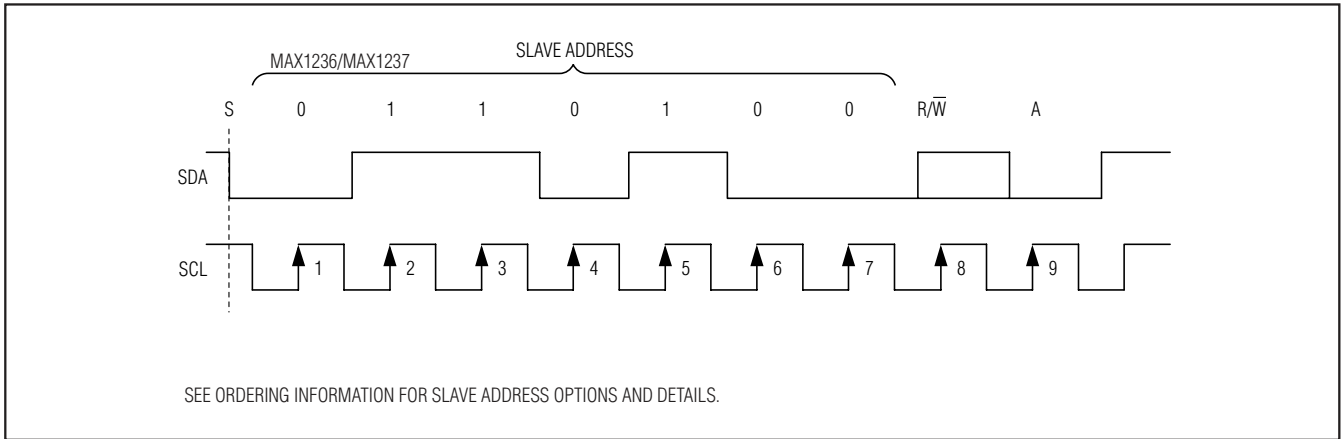 SLAVE ADDRESS
MAX1236/MAX1237
S 0 1 1 0 1 0 0 R/W̅ A
SDA
SCL 1 2 3 4 5 6 7 8 9
SEE ORDERING INFORMATION FOR SLAVE ADDRESS OPTIONS AND DETAILS.